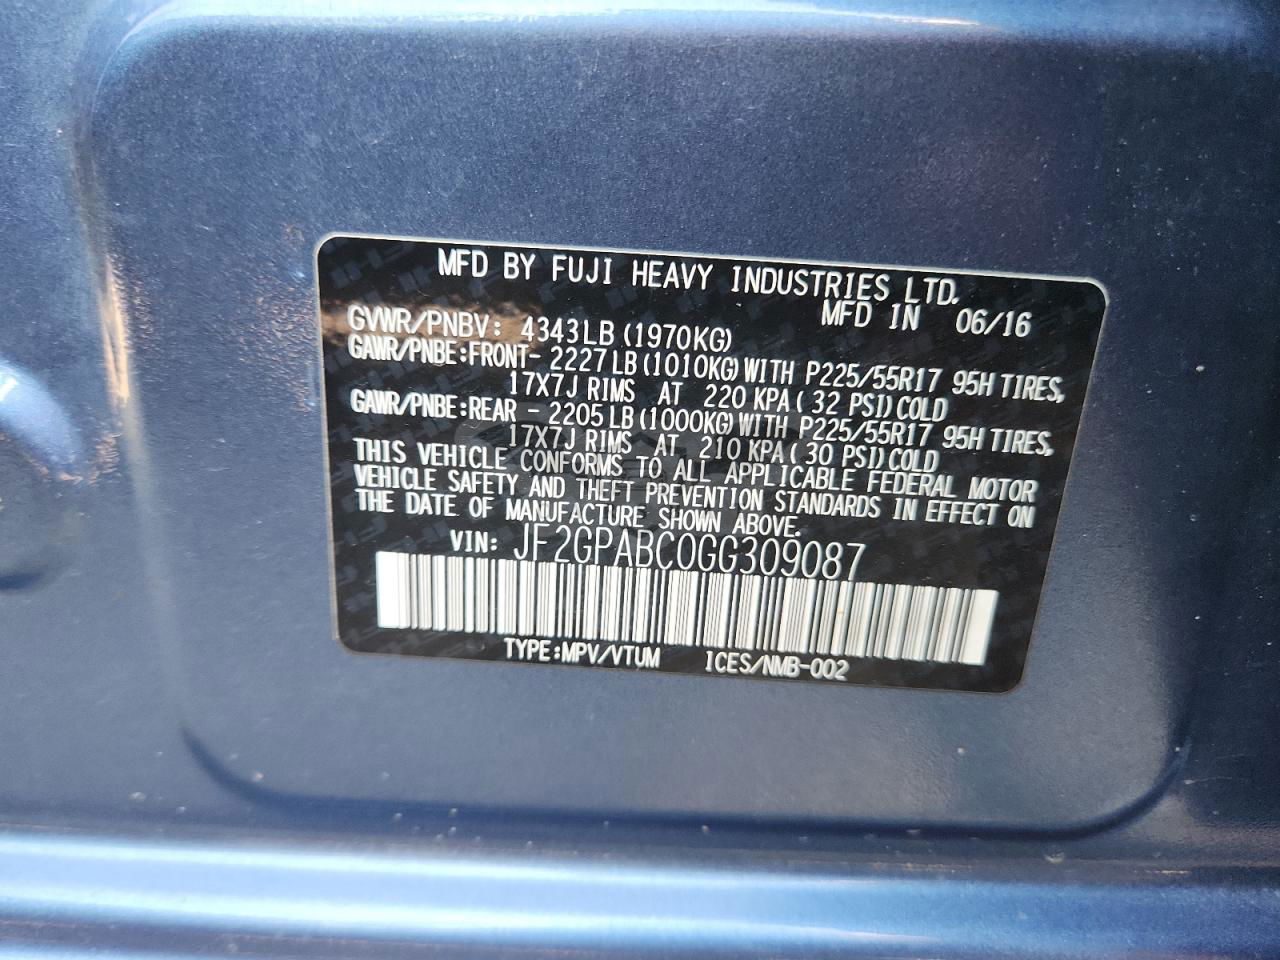 MFD BY FUJI HEAVY INDUSTRIES LTD.
MFD IN 06/16
GVWR/PNBV: 4343LB (1970KG)
GAWR/PNBE:FRONT- 2227 LB (1010KG) WITH P225/55R17 95H TIRES,
17X7J RIMS AT 220 KPA ( 32 PSI) COLD
GAWR/PNBE:REAR - 2205 LB (1000KG) WITH P225/55R17 95H TIRES,
17X7J RIMS AT 210 KPA ( 30 PSI) COLD
THIS VEHICLE CONFORMS TO ALL APPLICABLE FEDERAL MOTOR
VEHICLE SAFETY AND THEFT PREVENTION STANDARDS IN EFFECT ON
THE DATE OF MANUFACTURE SHOWN ABOVE.
VIN: JF2GPABC0GG309087
TYPE:MPV/VTUM ICES/NMB-002